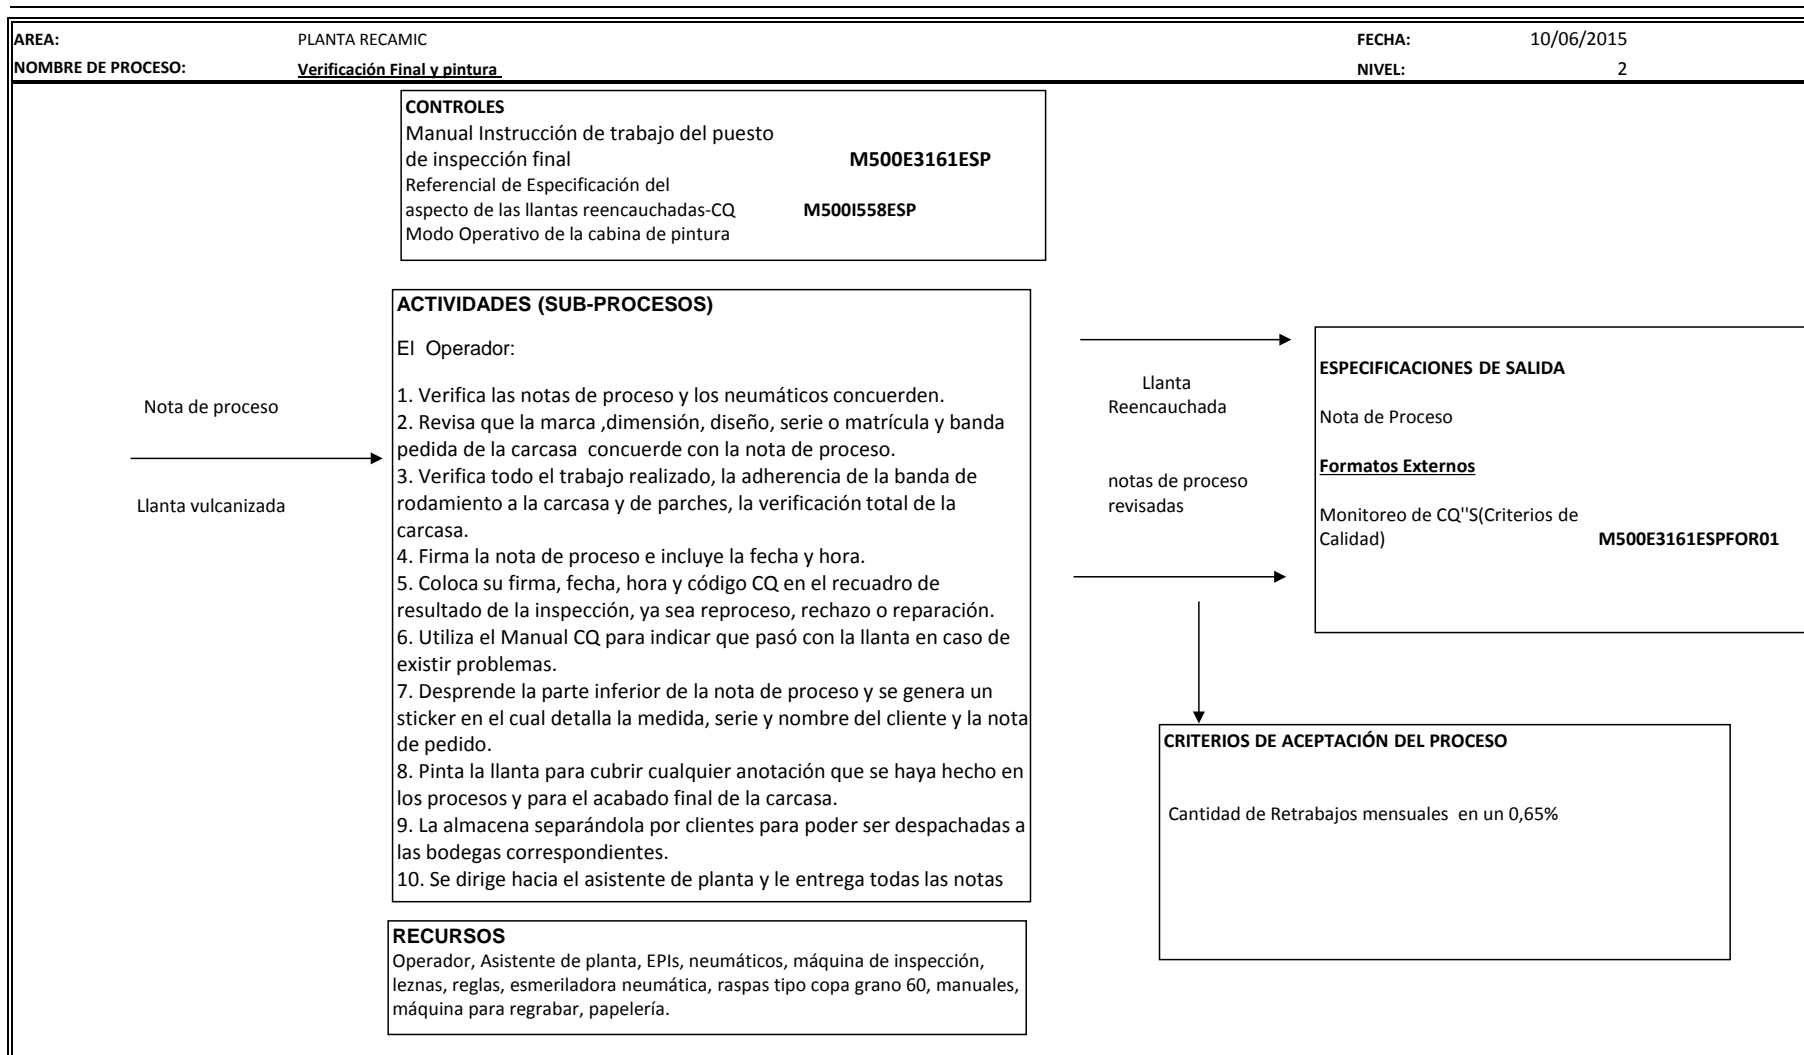 AREA: PLANTA RECAMIC FECHA: 10/06/2015
NOMBRE DE PROCESO: Verificación Final y pintura NIVEL: 2
CONTROLES
Manual Instrucción de trabajo del puesto
de inspección final M500E3161ESP
Referencial de Especificación del
aspecto de las llantas reencauchadas-CQ M500I558ESP
Modo Operativo de la cabina de pintura
Nota de proceso
Llanta vulcanizada
ACTIVIDADES (SUB-PROCESOS)
El Operador:
1. Verifica las notas de proceso y los neumáticos concuerden.
2. Revisa que la marca ,dimensión, diseño, serie o matrícula y banda
pedida de la carcasa concuerde con la nota de proceso.
3. Verifica todo el trabajo realizado, la adherencia de la banda de
rodamiento a la carcasa y de parches, la verificación total de la
carcasa.
4. Firma la nota de proceso e incluye la fecha y hora.
5. Coloca su firma, fecha, hora y código CQ en el recuadro de
resultado de la inspección, ya sea reproceso, rechazo o reparación.
6. Utiliza el Manual CQ para indicar que pasó con la llanta en caso de
existir problemas.
7. Desprende la parte inferior de la nota de proceso y se genera un
sticker en el cual detalla la medida, serie y nombre del cliente y la nota
de pedido.
8. Pinta la llanta para cubrir cualquier anotación que se haya hecho en
los procesos y para el acabado final de la carcasa.
9. La almacena separándola por clientes para poder ser despachadas a
las bodegas correspondientes.
10. Se dirige hacia el asistente de planta y le entrega todas las notas
Llanta
Reencauchada
notas de proceso
revisadas
ESPECIFICACIONES DE SALIDA
Nota de Proceso
Formatos Externos
Monitoreo de CQ"S(Criterios de
Calidad) M500E3161ESPFOR01
CRITERIOS DE ACEPTACIÓN DEL PROCESO
Cantidad de Retrabajos mensuales en un 0,65%
RECURSOS
Operador, Asistente de planta, EPIs, neumáticos, máquina de inspección,
leznas, reglas, esmeriladora neumática, raspas tipo copa grano 60, manuales,
máquina para regrabar, papelería.